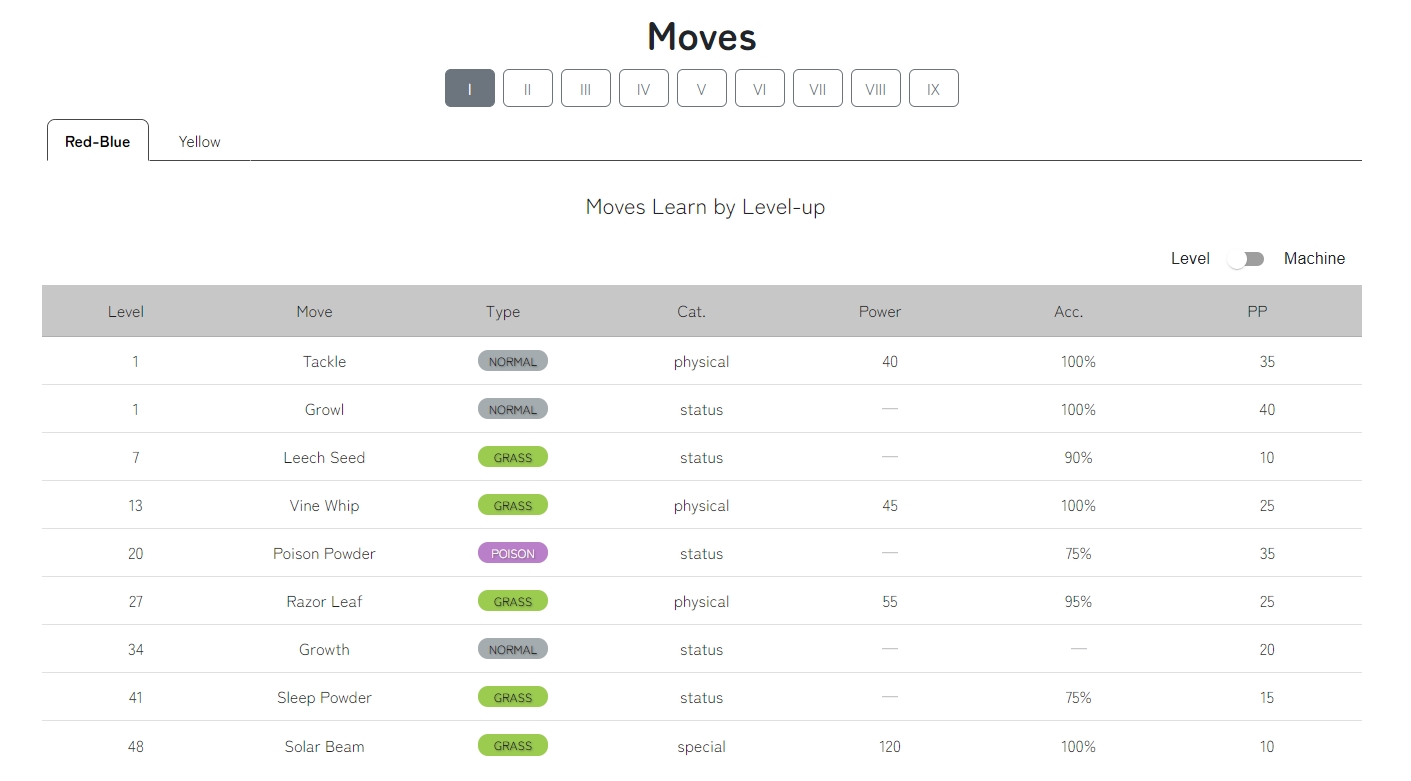 Moves
I II III IV V VI VII VIII IX
Red-Blue Yellow
Moves Learn by Level-up
Level Machine
Level Move Type Cat. Power Acc. PP
1 Tackle NORMAL physical 40 100% 35
1 Growl NORMAL status — 100% 40
7 Leech Seed GRASS status — 90% 10
13 Vine Whip GRASS physical 45 100% 25
20 Poison Powder POISON status — 75% 35
27 Razor Leaf GRASS physical 55 95% 25
34 Growth NORMAL status — — 20
41 Sleep Powder GRASS status — 75% 15
48 Solar Beam GRASS special 120 100% 10